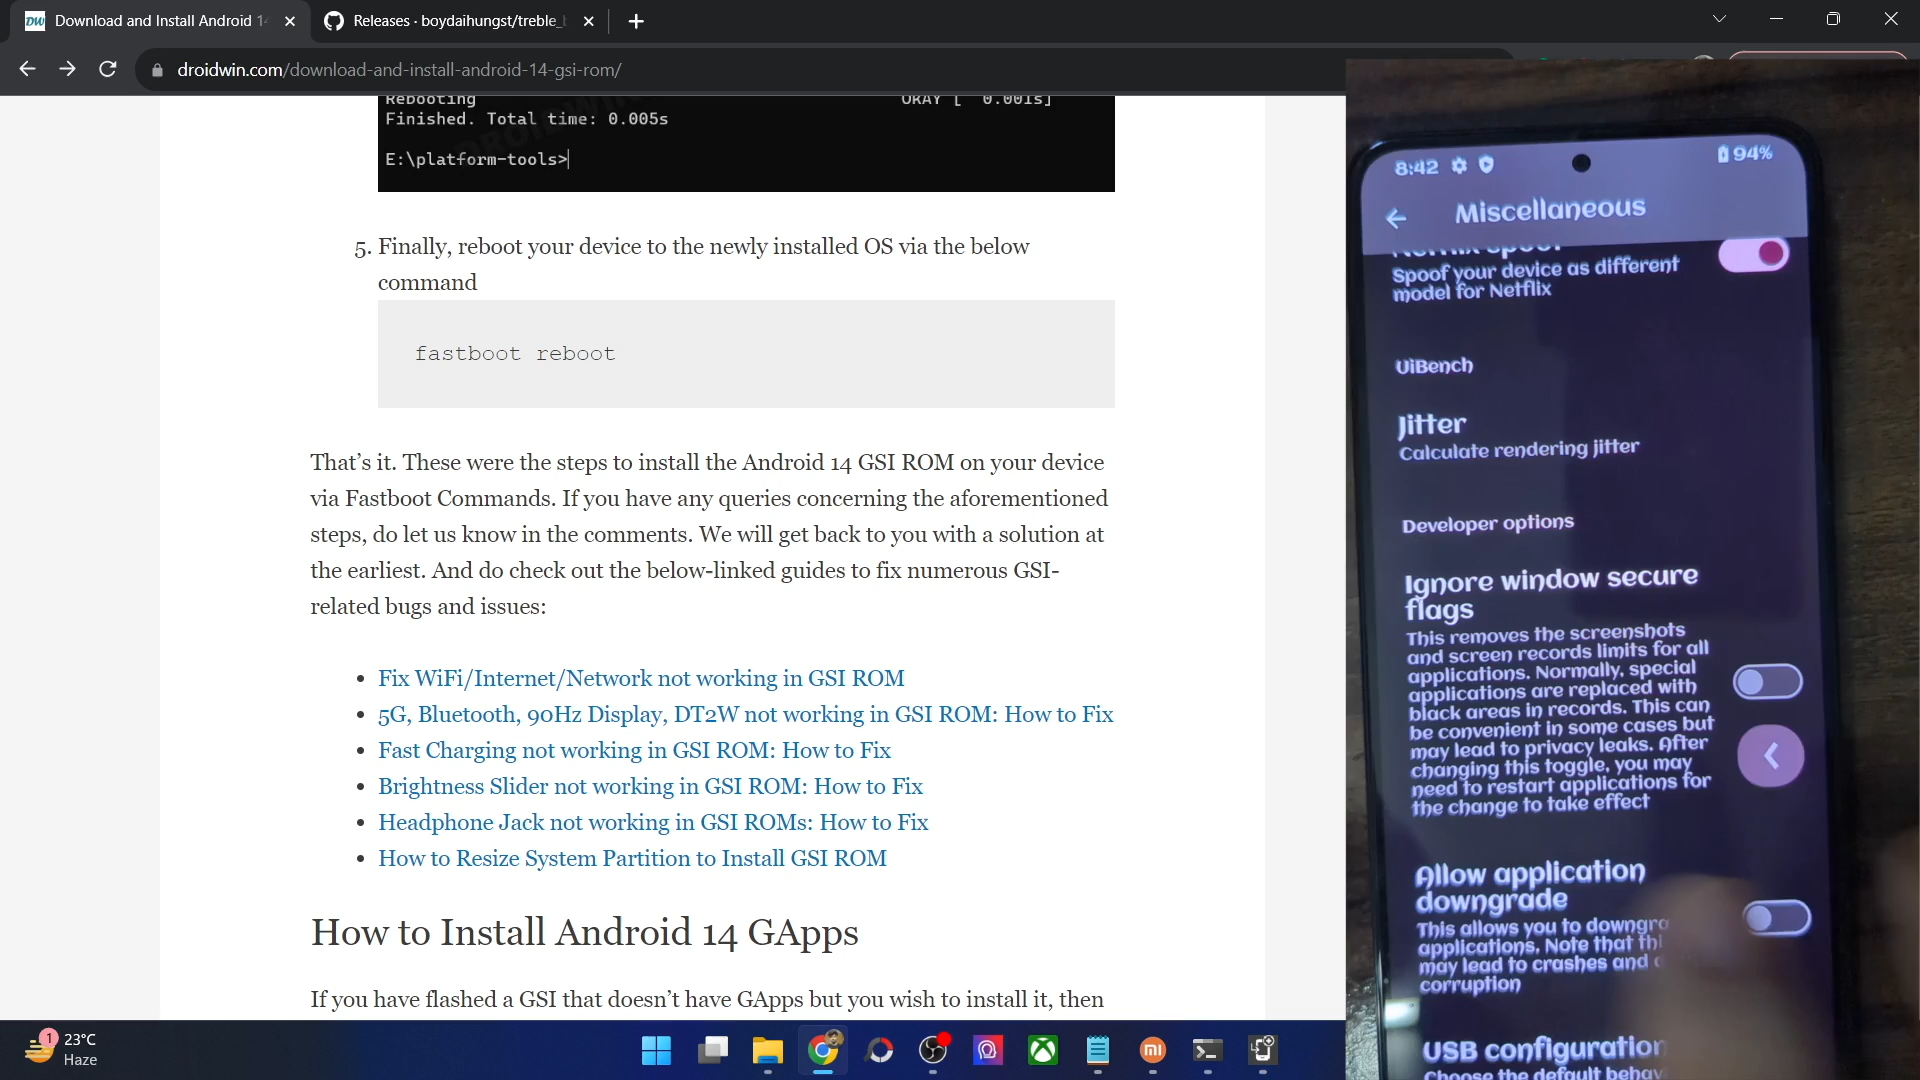 Download and Install Android 14
Releases · boydaihungst/treble_
droidwin.com/download-and-install-android-14-gsi-rom/
Rebooting OKAY [ 0.001s]
Finished. Total time: 0.005s
E:\platform-tools>
5. Finally, reboot your device to the newly installed OS via the below
command
fastboot reboot
That's it. These were the steps to install the Android 14 GSI ROM on your device
via Fastboot Commands. If you have any queries concerning the aforementioned
steps, do let us know in the comments. We will get back to you with a solution at
the earliest. And do check out the below-linked guides to fix numerous GSI-
related bugs and issues:
• Fix WiFi/Internet/Network not working in GSI ROM
• 5G, Bluetooth, 90Hz Display, DT2W not working in GSI ROM: How to Fix
• Fast Charging not working in GSI ROM: How to Fix
• Brightness Slider not working in GSI ROM: How to Fix
• Headphone Jack not working in GSI ROMs: How to Fix
• How to Resize System Partition to Install GSI ROM
How to Install Android 14 GApps
If you have flashed a GSI that doesn't have GApps but you wish to install it, then
1
23°C
Haze
8:42
94%
Miscellaneous
Netflix spoof
Spoof your device as different
model for Netflix
UiBench
Jitter
Calculate rendering jitter
Developer options
Ignore window secure
flags
This removes the screenshots
and screen records limits for all
applications. Normally, special
applications are replaced with
black areas in records. This can
be convenient in some cases but
may lead to privacy leaks. After
changing this toggle, you may
need to restart applications for
the change to take effect
Allow application
downgrade
This allows you to
applications. Note that
may lead to crashes and
corruption
USB configuration
Choose the default